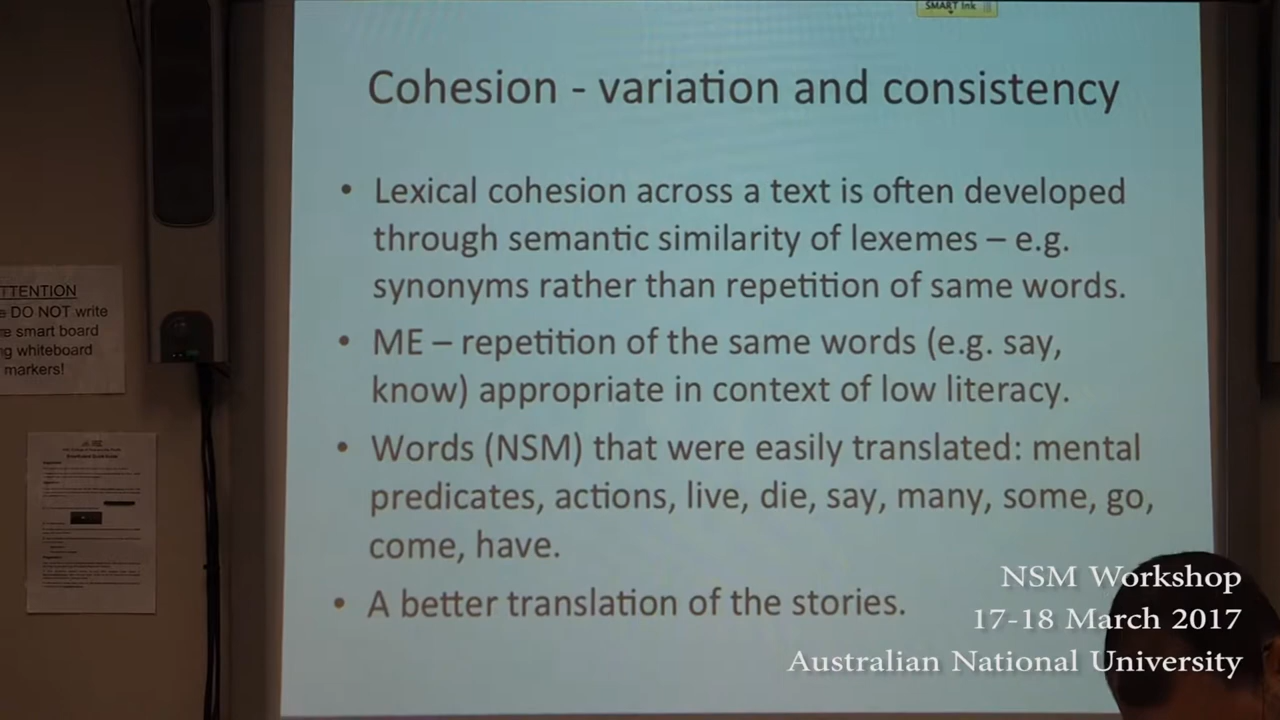 SMART Ink
Cohesion - variation and consistency
• Lexical cohesion across a text is often developed
through semantic similarity of lexemes – e.g.
synonyms rather than repetition of same words.
• ME – repetition of the same words (e.g. say,
know) appropriate in context of low literacy.
• Words (NSM) that were easily translated: mental
predicates, actions, live, die, say, many, some, go,
come, have.
• A better translation of the stories.
TTENTION
DO NOT write
smart board
whiteboard
markers!
NSM Workshop
17-18 March 2017
Australian National University